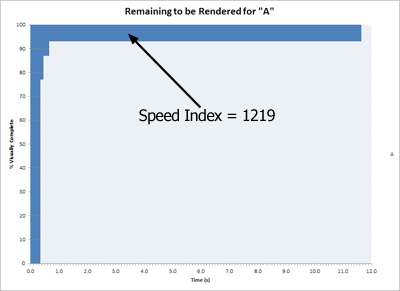 Remaining to be Rendered for "A"
100
90
80
70
60
50
40
30
20
10
0
% Visually Complete
Speed Index = 1219
A
0.0 1.0 2.0 3.0 4.0 5.0 6.0 7.0 8.0 9.0 10.0 11.0 12.0
Time (s)